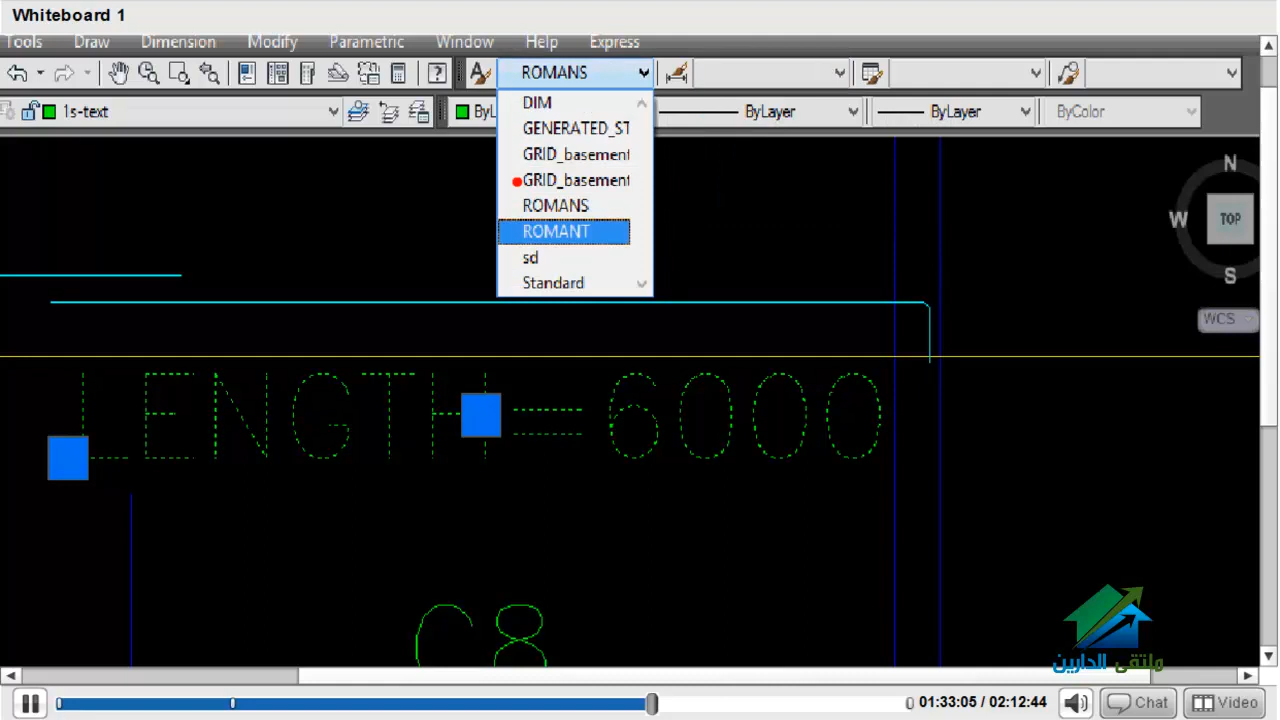 Whiteboard 1
Tools Draw Dimension Modify Parametric Window Help Express
ROMANS
1s-text ByL ByLayer ByLayer ByColor
DIM
GENERATED_ST
GRID_basement
GRID_basement
ROMANS
ROMANT
sd
Standard
N
W TOP
S
WCS
LENGTH = 6000
C8
ملتقى الدارين
01:33:05 / 02:12:44 Chat Video